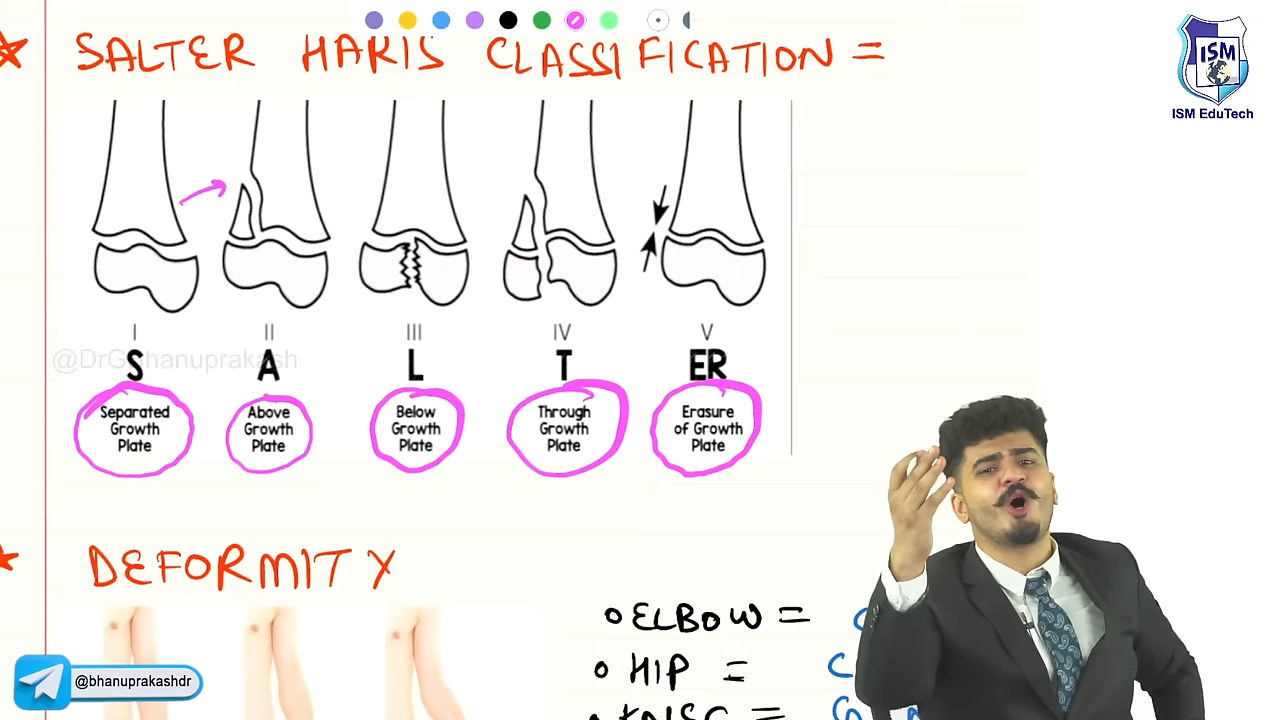 SALTER HARIS CLASSIFICATION =
ISM
ISM EduTech
I II III IV V
@DrGBhanuprakash
S A L T ER
Separated Growth Plate
Above Growth Plate
Below Growth Plate
Through Growth Plate
Erasure of Growth Plate
DEFORMITY
ELBOW =
HIP =
@bhanuprakashdr